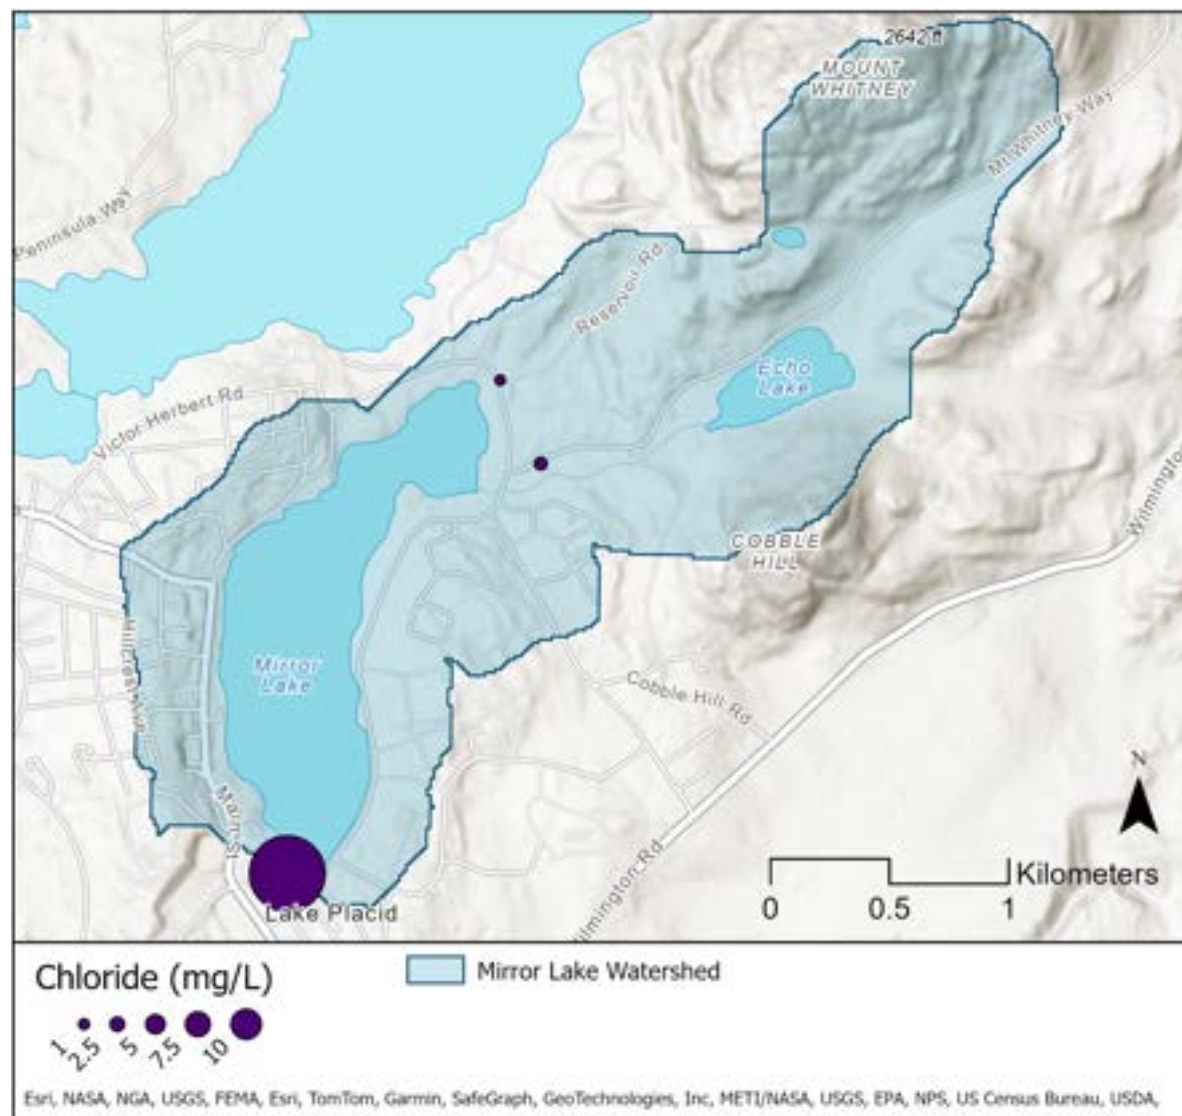 2642 ft
MOUNT
WHITNEY
Mt Whitney Way
Peninsula Way
Reservoir Rd
Echo
Lake
Victor Herbert Rd
Wilmington
COBBLE
HILL
Hillcrest Ave
Mirror
Lake
Cobble Hill Rd
Main St
N
Wilmington Rd
Kilometers
0 0.5 1
Lake Placid
Chloride (mg/L)
1 2.5 5 7.5 10
Mirror Lake Watershed
Esri, NASA, NGA, USGS, FEMA, Esri, TomTom, Garmin, SafeGraph, GeoTechnologies, Inc, METI/NASA, USGS, EPA, NPS, US Census Bureau, USDA,